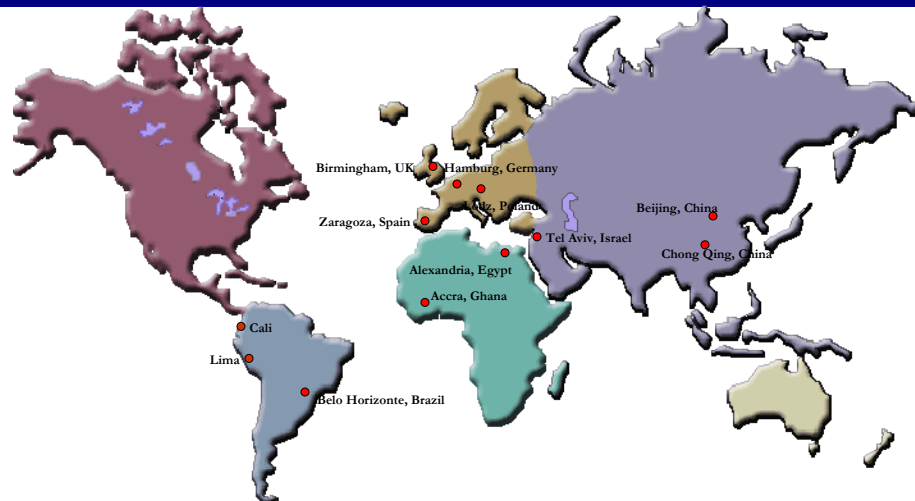 Birmingham, UK
Hamburg, Germany
Lodz, Poland
Zaragoza, Spain
Beijing, China
Tel Aviv, Israel
Chong Qing, China
Alexandria, Egypt
Accra, Ghana
Cali
Lima
Belo Horizonte, Brazil